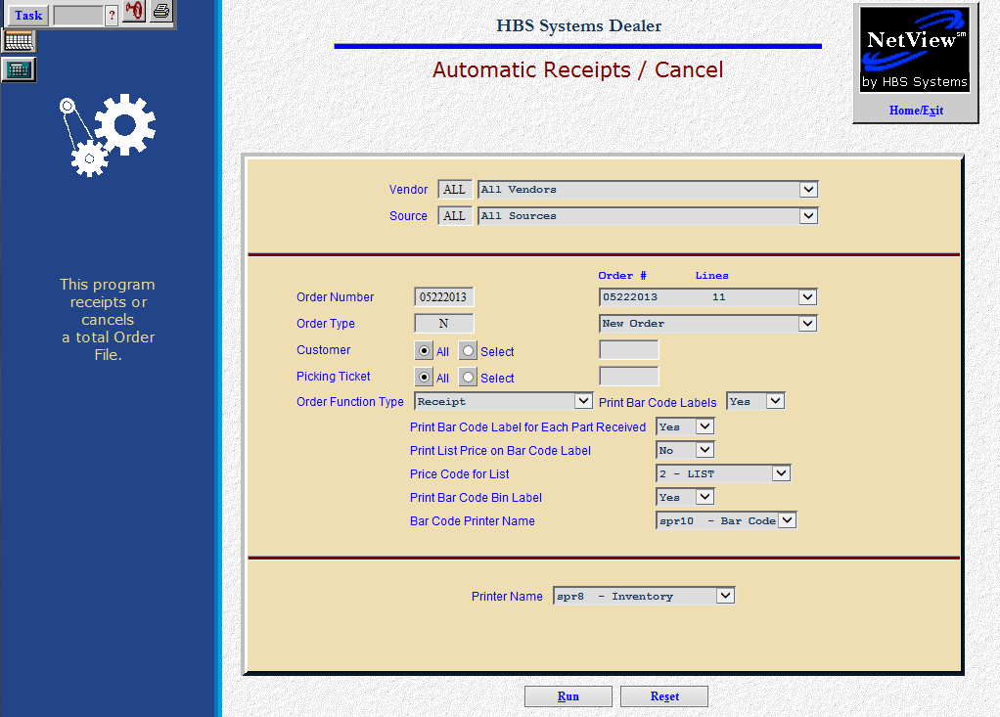 Task ?
HBS Systems Dealer
Automatic Receipts / Cancel
NetView SM
by HBS Systems
Home/Exit
This program
receipts or
cancels
a total Order
File.
Vendor ALL All Vendors
Source ALL All Sources
Order # Lines
Order Number 05222013 05222013 11
Order Type N New Order
Customer All Select
Picking Ticket All Select
Order Function Type Receipt Print Bar Code Labels Yes
Print Bar Code Label for Each Part Received Yes
Print List Price on Bar Code Label No
Price Code for List 2 - LIST
Print Bar Code Bin Label Yes
Bar Code Printer Name spr10 - Bar Code
Printer Name spr8 - Inventory
Run Reset